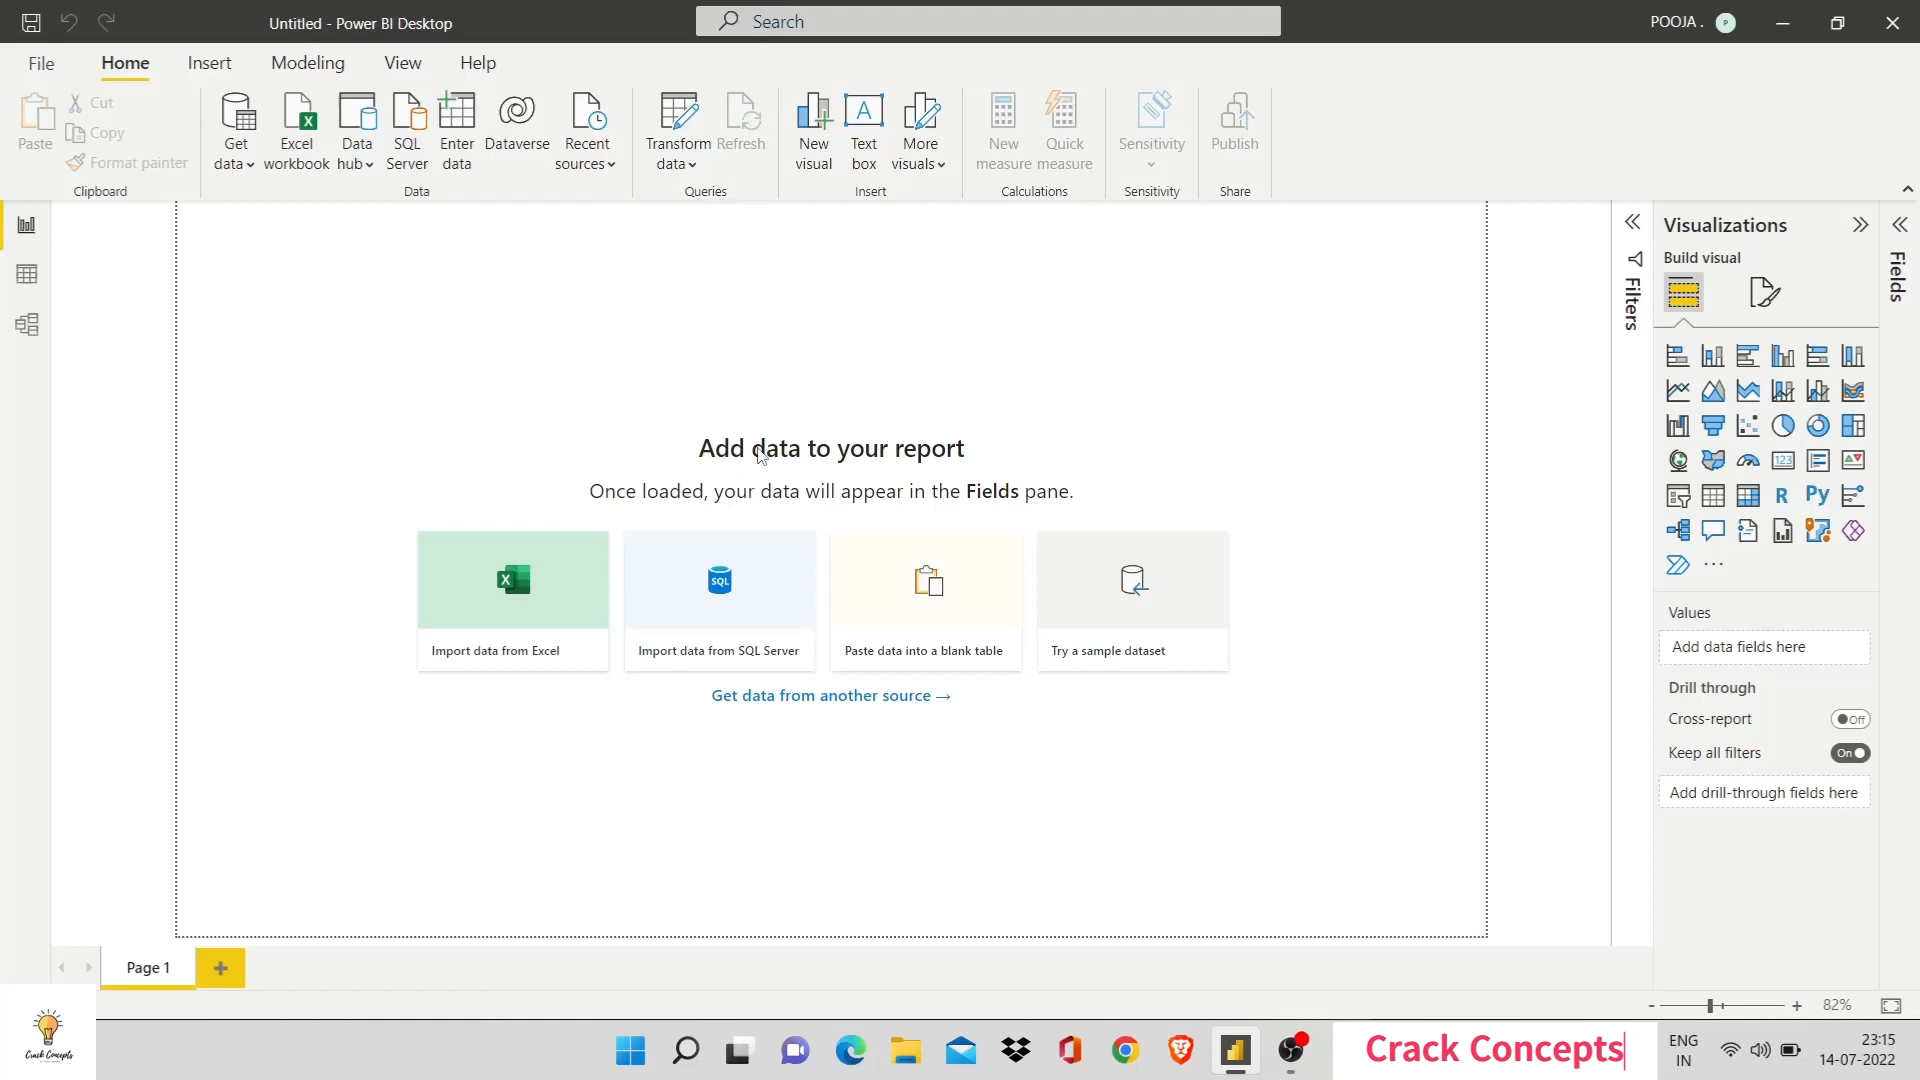 Untitled - Power BI Desktop
Search
POOJA .
P
File
Home
Insert
Modeling
View
Help
Paste
Cut
Copy
Format painter
Clipboard
Get
data
Excel
workbook
Data
hub
SQL
Server
Enter
data
Dataverse
Recent
sources
Data
Transform
data
Refresh
Queries
New
visual
Text
box
More
visuals
Insert
New
measure
Quick
measure
Calculations
Sensitivity
Sensitivity
Publish
Share
Filters
Visualizations
Build visual
Fields
123
R
Py
Values
Add data fields here
Drill through
Cross-report
Off
Keep all filters
On
Add drill-through fields here
Add data to your report
Once loaded, your data will appear in the Fields pane.
SQL
Import data from Excel
Import data from SQL Server
Paste data into a blank table
Try a sample dataset
Get data from another source →
Page 1
82%
Crack Concepts
Crack Concepts
ENG
IN
23:15
14-07-2022